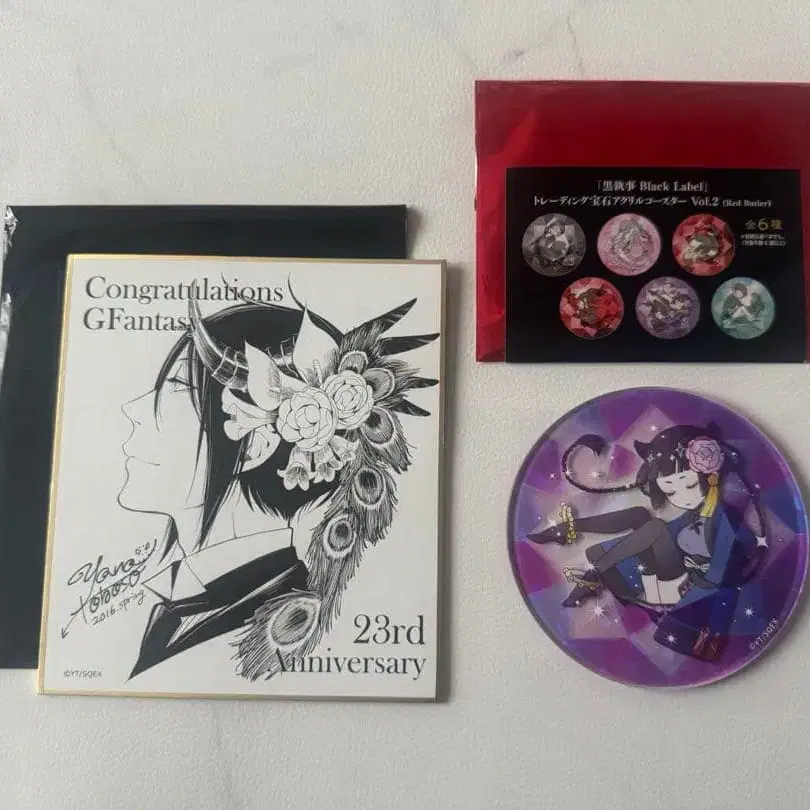 Congratulations
GFantasy
Yana
Toboso
2016.spring
23rd
Anniversary
©YT/SQEX
「黒執事 Black Label」
トレーディング宝石アクリルコースター Vol.2 (Red Butler)
全6種
©YT/SQEX